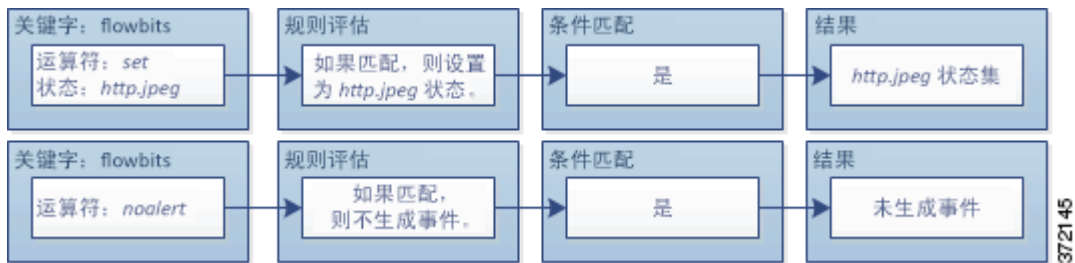 关键字：flowbits
运算符：set
状态：http.jpeg
规则评估
如果匹配，则设置
为 http.jpeg 状态。
条件匹配
是
结果
http.jpeg 状态集
关键字：flowbits
运算符：noalert
规则评估
如果匹配，
则不生成事件。
条件匹配
是
结果
未生成事件
372145